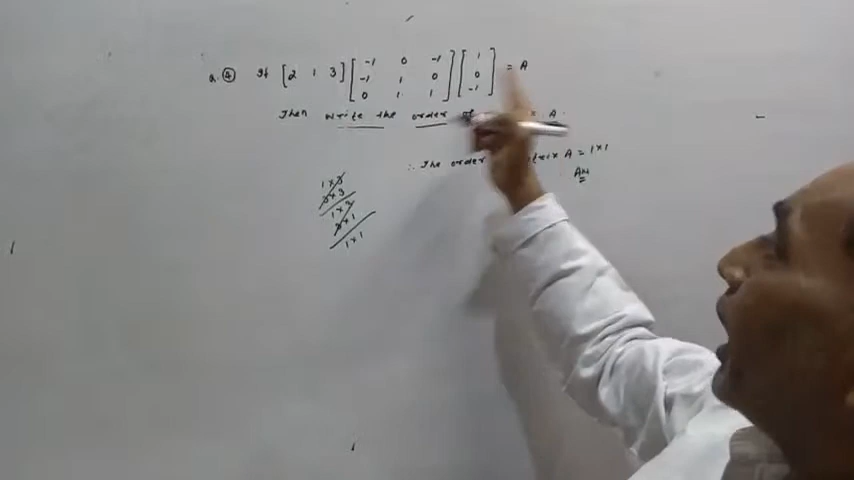 Q. 4 If [2 1 3] [-1 0 -1 -1 1 0 0 1 1] [1 0 -1] = A
Then write the order of A.
∴ The order A = 1×1
Ans
1×3
3×3
1×3
3×1
1×1